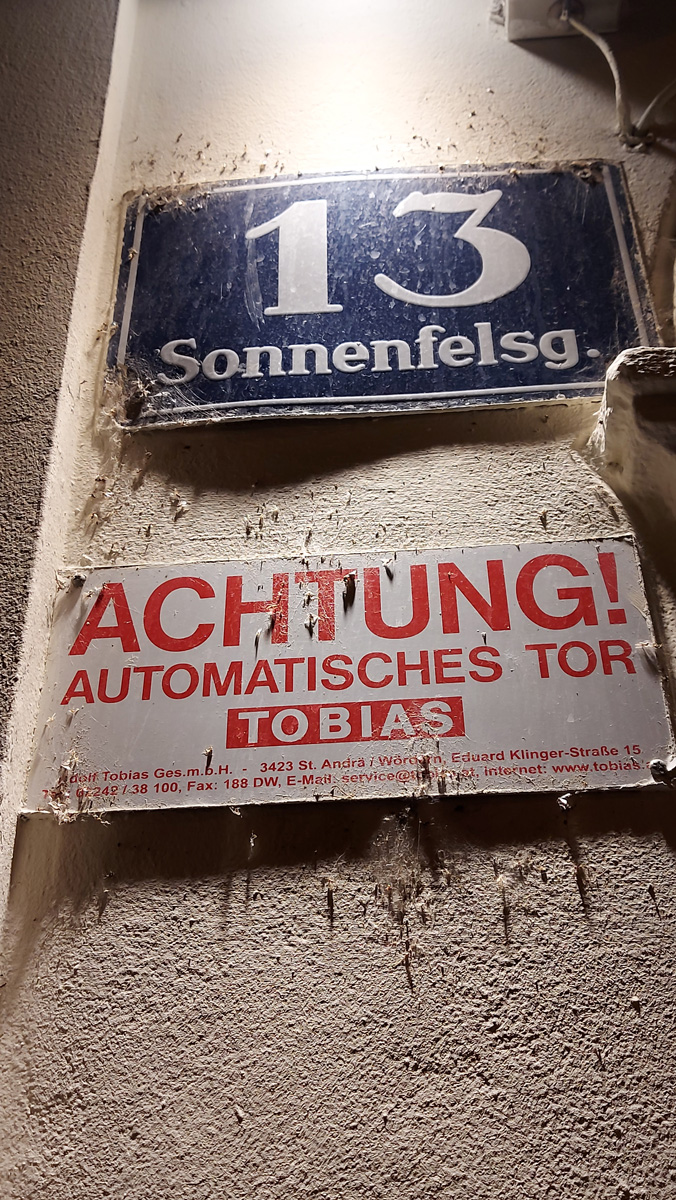 13
Sonnenfelsg.
ACHTUNG!
AUTOMATISCHES TOR
TOBIAS
Tobias Ges.m.b.H. - 3423 St. Andrä / Wördern, Eduard Klinger-Straße 15
/ 38 100, Fax: 188 DW, E-Mail: Internet: